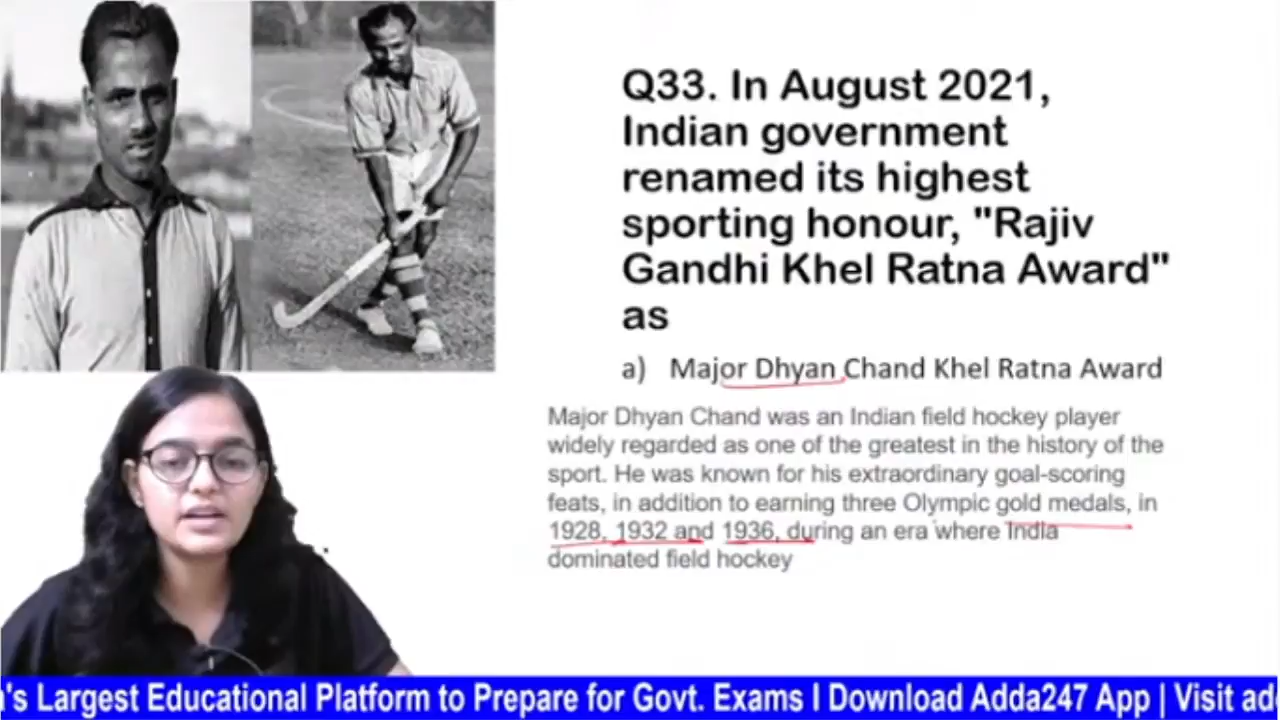 Q33. In August 2021,
Indian government
renamed its highest
sporting honour, "Rajiv
Gandhi Khel Ratna Award"
as
a) Major Dhyan Chand Khel Ratna Award
Major Dhyan Chand was an Indian field hockey player
widely regarded as one of the greatest in the history of the
sport. He was known for his extraordinary goal-scoring
feats, in addition to earning three Olympic gold medals, in
1928, 1932 and 1936, during an era where India
dominated field hockey
's Largest Educational Platform to Prepare for Govt. Exams I Download Adda247 App | Visit ad